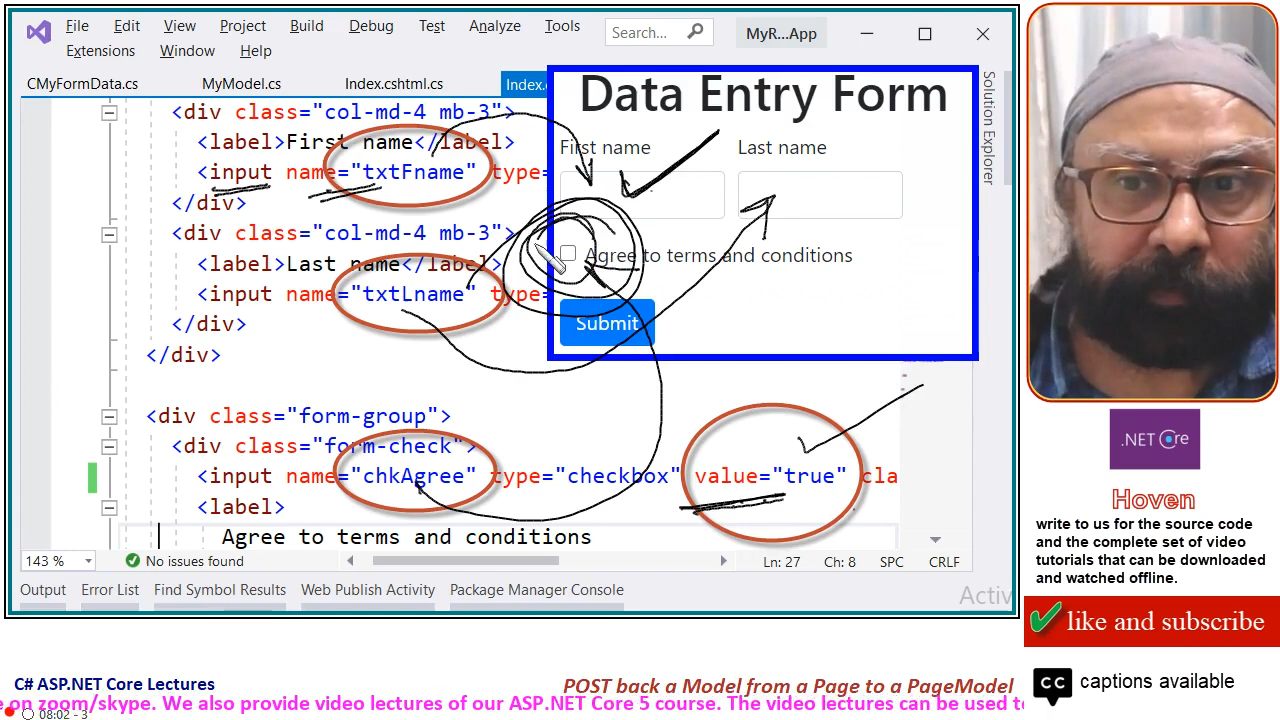 File Edit View Project Build Debug Test Analyze Tools Search... MyR...App
Extensions Window Help
CMyFormData.cs MyModel.cs Index.cshtml.cs Index.
<div class="col-md-4 mb-3">
<label>First name</label>
<input name="txtFname" type=
</div>
<div class="col-md-4 mb-3">
<label>Last name</label>
<input name="txtLname" type=
</div>
</div>
<div class="form-group">
<div class="form-check">
<input name="chkAgree" type="checkbox" value="true" cla
<label>
Agree to terms and conditions
Data Entry Form
First name Last name
Agree to terms and conditions
Submit
Solution Explorer
143 % No issues found Ln: 27 Ch: 8 SPC CRLF
Output Error List Find Symbol Results Web Publish Activity Package Manager Console
Activ
.NET Core
Hoven
write to us for the source code
and the complete set of video
tutorials that can be downloaded
and watched offline.
like and subscribe
CC captions available
C# ASP.NET Core Lectures
POST back a Model from a Page to a PageModel
e on zoom/skype. We also provide video lectures of our ASP.NET Core 5 course. The video lectures can be used t
08:02 - 3